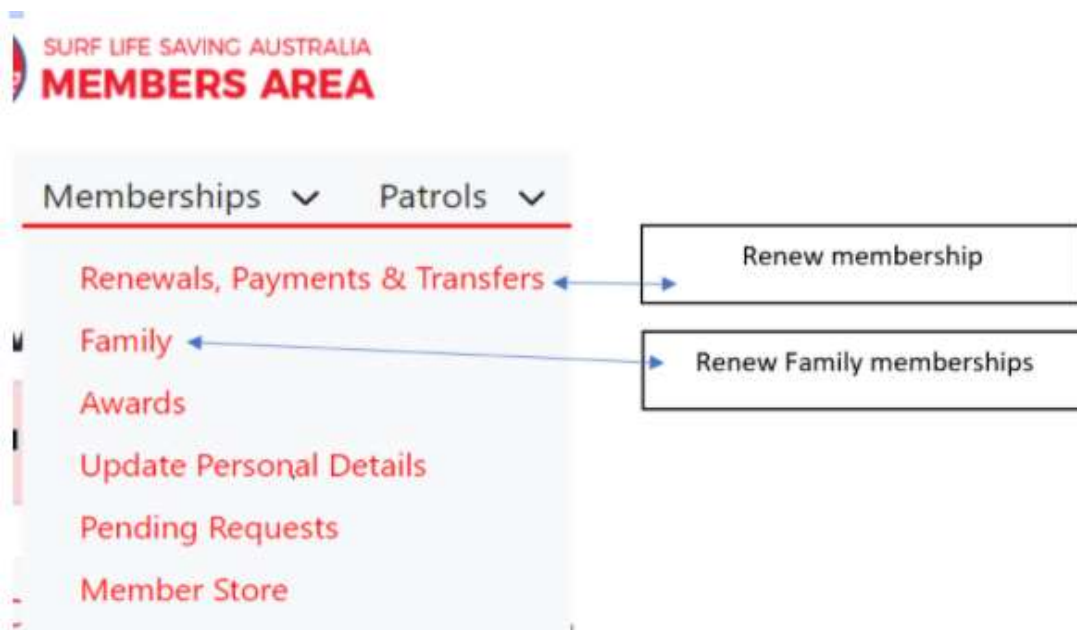 SURF LIFE SAVING AUSTRALIA
MEMBERS AREA
Memberships Patrols
Renewals, Payments & Transfers
Renew membership
Family
Renew Family memberships
Awards
Update Personal Details
Pending Requests
Member Store